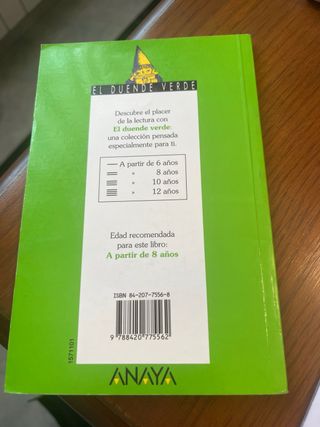 EL DUENDE VERDE
Descubre el placer
de la lectura con
El duende verde:
una colección pensada
especialmente para ti.
A partir de 6 años
» 8 años
» 10 años
» 12 años
Edad recomendada
para este libro:
A partir de 8 años
ISBN 84-207-7556-8
9 788420 775562
1571101
ANAYA